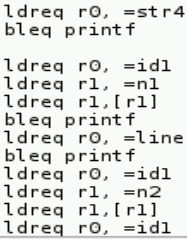 ldreq r0, =str4
bleq printf
ldreq r0, =id1
ldreq r1, =n1
ldreq r1,[r1]
bleq printf
ldreq r0, =line
bleq printf
ldreq r0, =id1
ldreq r1, =n2
ldreq r1,[r1]
ldreq r0, =id1